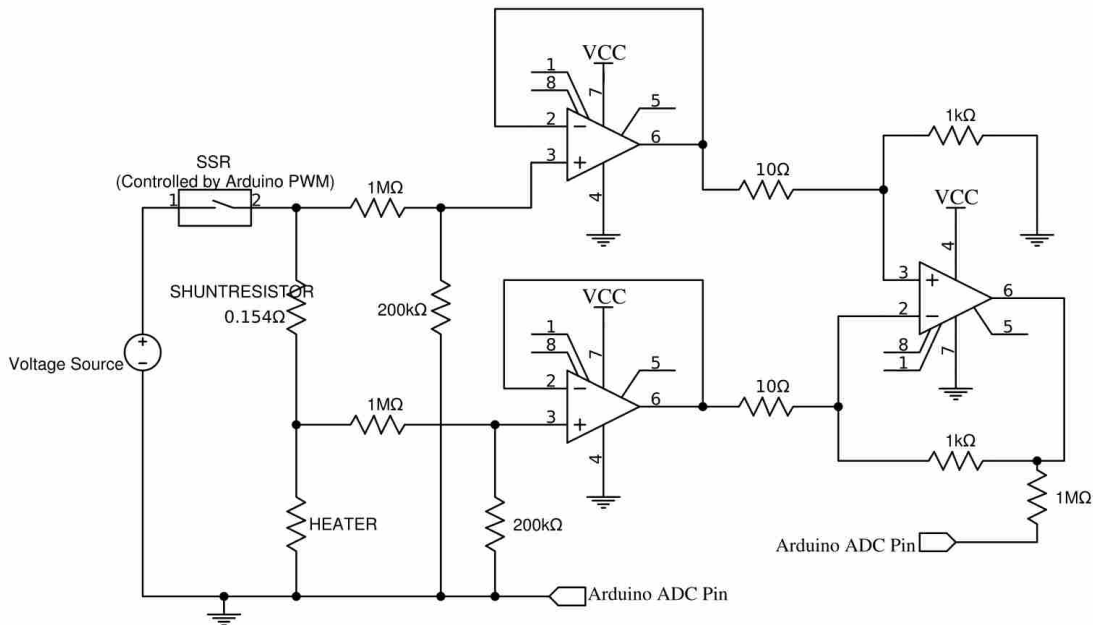 VCC
1
8
7
5
2
6
3
4
1kΩ
10Ω
SSR
(Controlled by Arduino PWM)
1
2
1MΩ
VCC
4
3
6
2
5
8
7
1
SHUNTRESISTOR
0.154Ω
200kΩ
VCC
1
8
7
5
2
6
3
4
Voltage Source
10Ω
1MΩ
1kΩ
1MΩ
HEATER
200kΩ
Arduino ADC Pin
Arduino ADC Pin